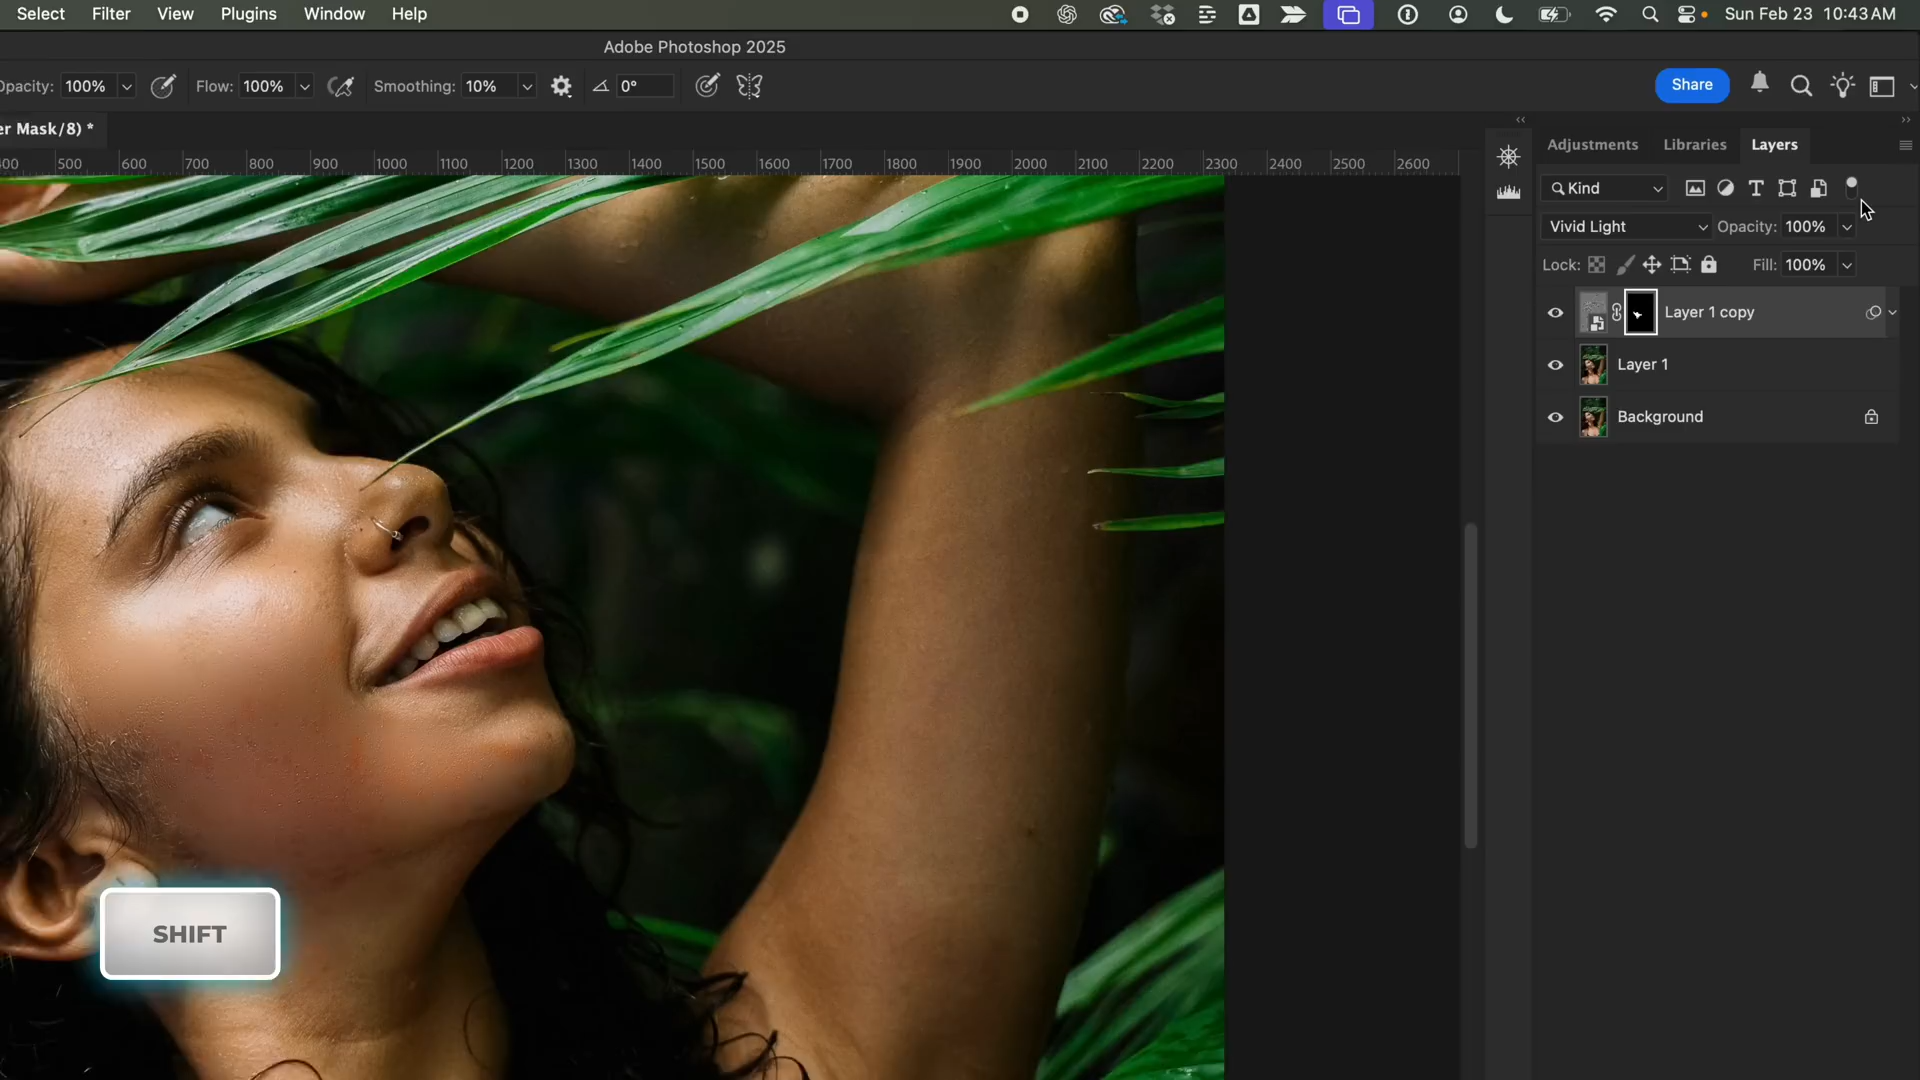 Select Filter View Plugins Window Help Sun Feb 23 10:43 AM
Adobe Photoshop 2025
Opacity: 100% Flow: 100% Smoothing: 10% 0° Share
er Mask/8) *
400 500 600 700 800 900 1000 1100 1200 1300 1400 1500 1600 1700 1800 1900 2000 2100 2200 2300 2400 2500 2600
Adjustments Libraries Layers
Kind
Vivid Light Opacity: 100%
Lock: Fill: 100%
Layer 1 copy
Layer 1
Background
SHIFT